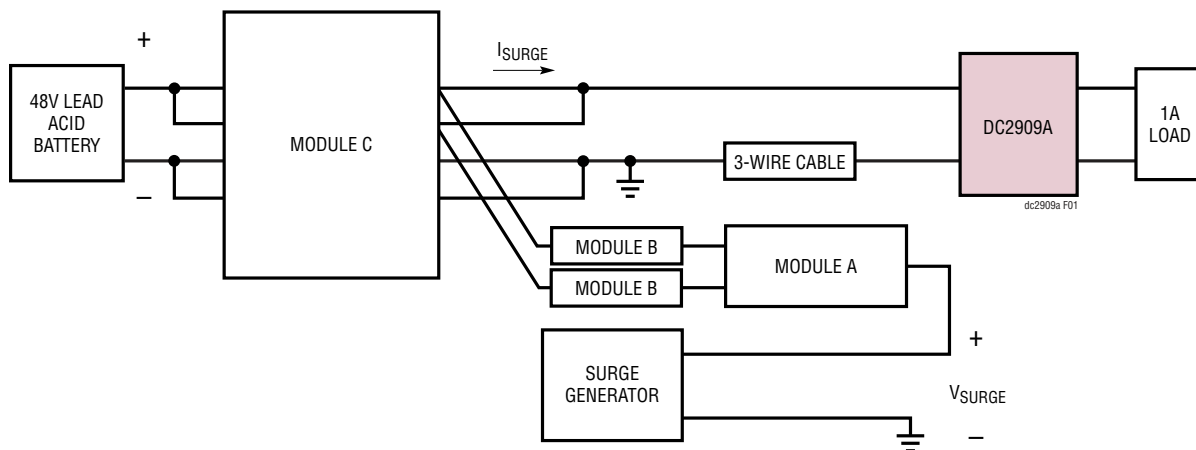 +
48V LEAD
ACID
BATTERY
–
MODULE C
ISURGE
3-WIRE CABLE
DC2909A
1A
LOAD
dc2909a F01
MODULE B
MODULE B
MODULE A
SURGE
GENERATOR
+
VSURGE
–